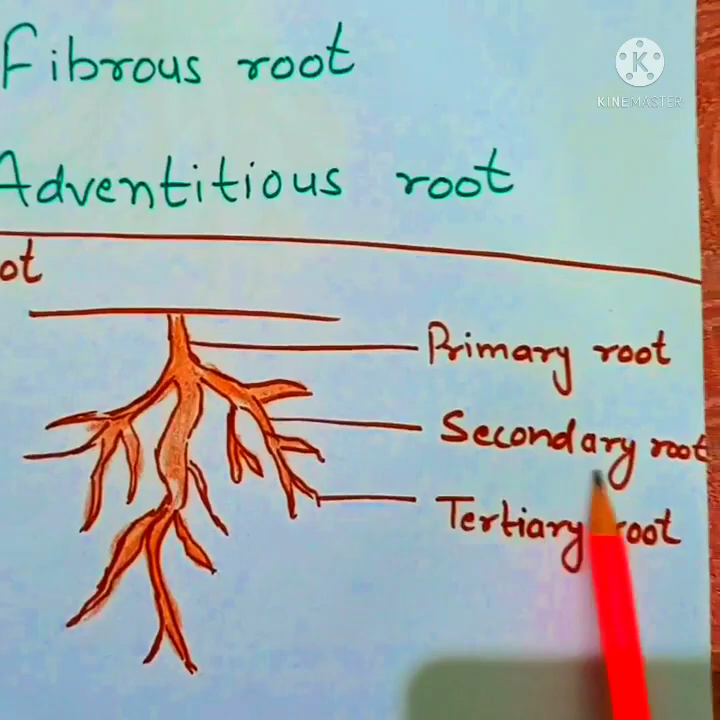 Fibrous root
K
KINEMASTER
Adventitious root
ot
Primary root
Secondary root
Tertiary root